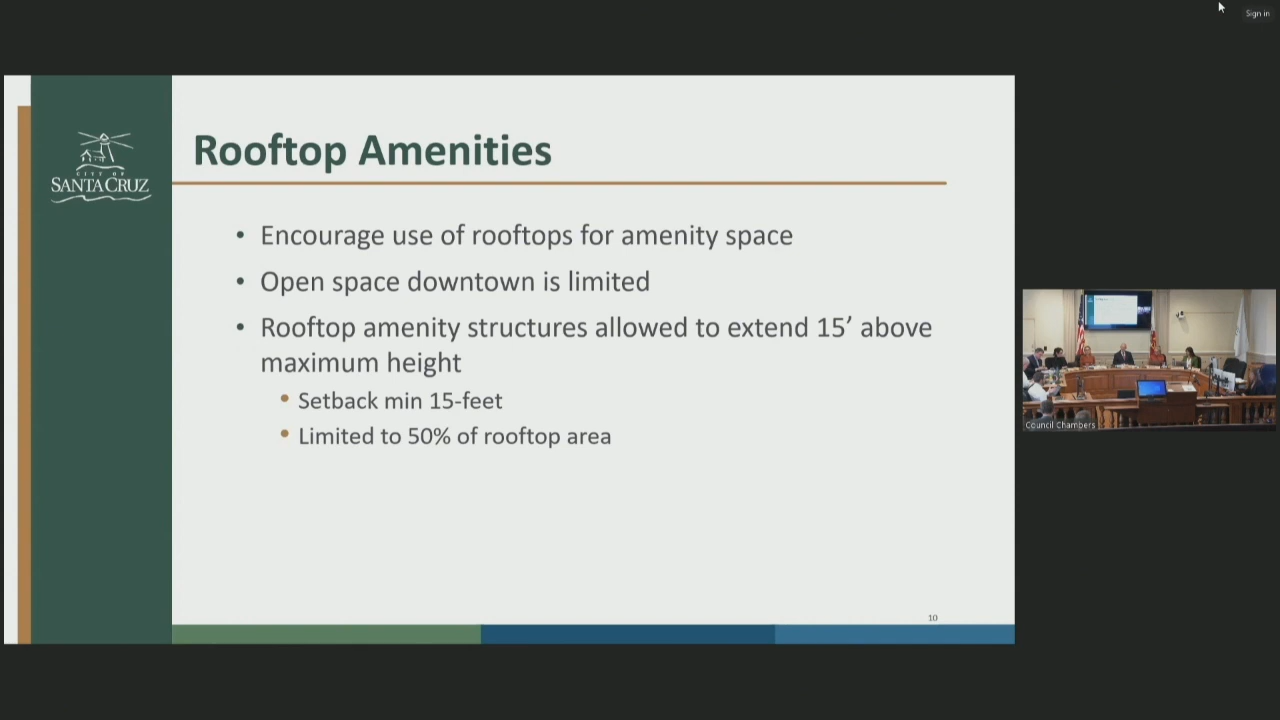 Sign in
CITY OF
SANTA CRUZ
Rooftop Amenities
• Encourage use of rooftops for amenity space
• Open space downtown is limited
• Rooftop amenity structures allowed to extend 15’ above
maximum height
• Setback min 15-feet
• Limited to 50% of rooftop area
10
Council Chambers